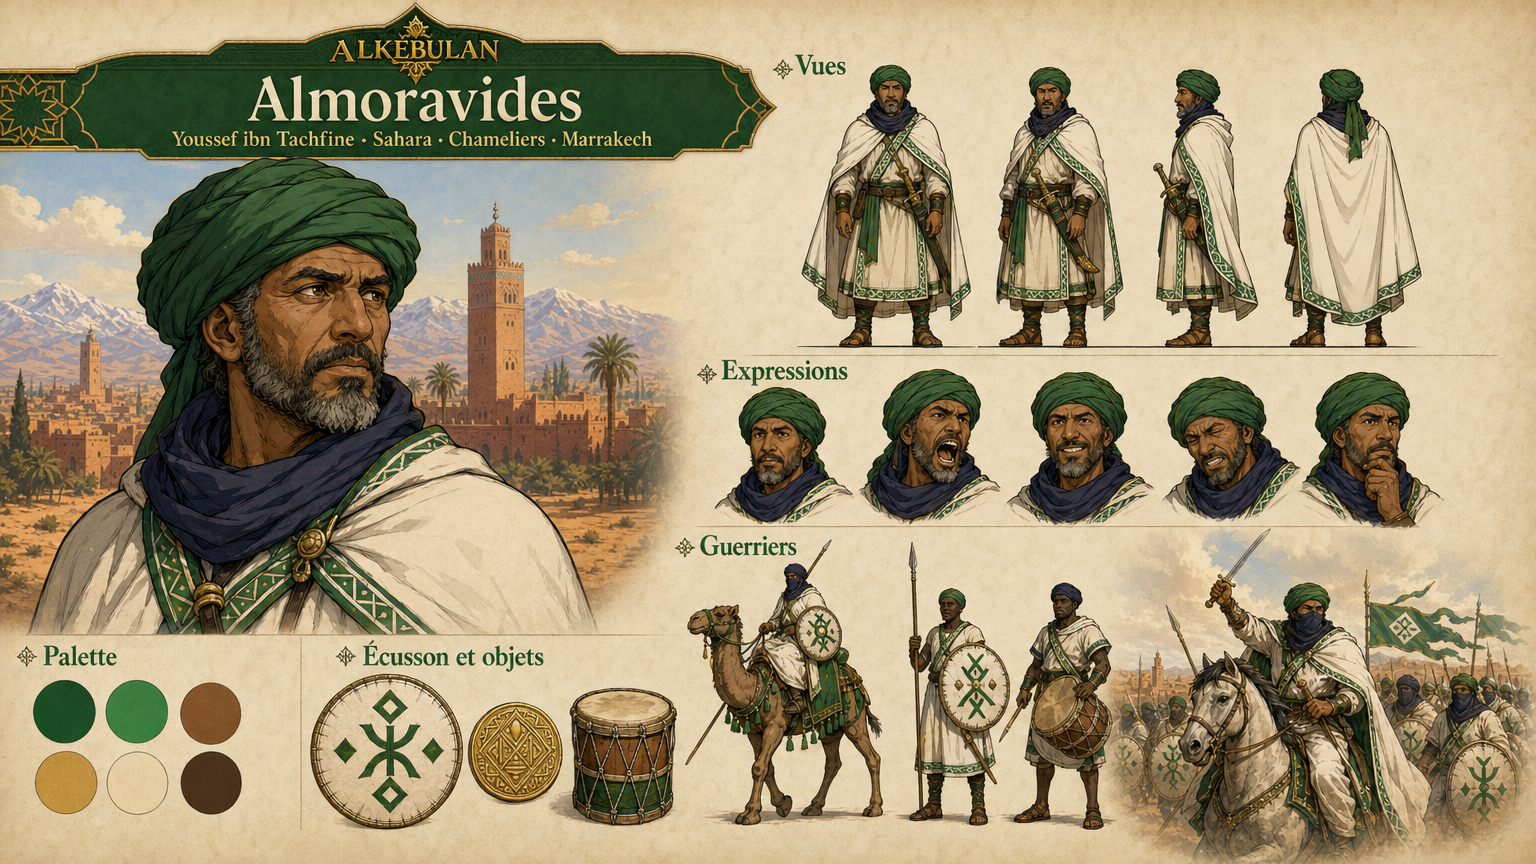 ALKEBULAN
Almoravides
Youssef ibn Tachfine · Sahara · Chameliers · Marrakech
Vues
Expressions
Guerriers
Palette
Écusson et objets